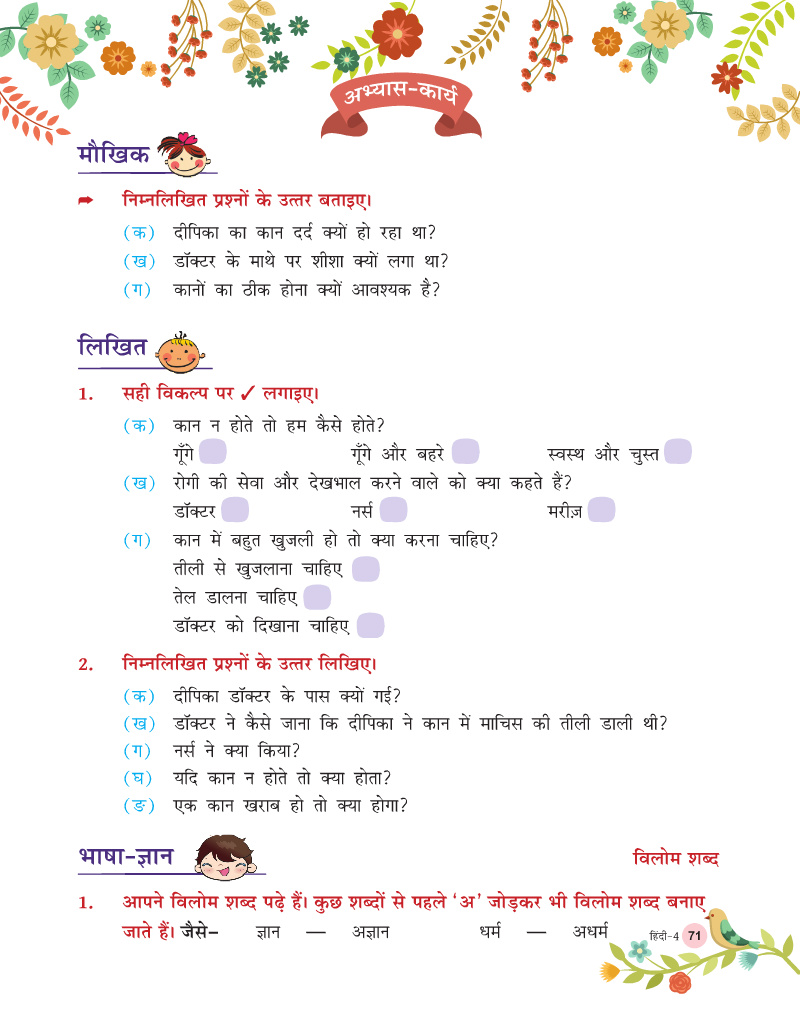 अभ्यास-कार्य
मौखिक
➦ निम्नलिखित प्रश्नों के उत्तर बताइए।
(क) दीपिका का कान दर्द क्यों हो रहा था?
(ख) डॉक्टर के माथे पर शीशा क्यों लगा था?
(ग) कानों का ठीक होना क्यों आवश्यक है?
लिखित
1. सही विकल्प पर ✓ लगाइए।
(क) कान न होते तो हम कैसे होते?
गूँगे गूँगे और बहरे स्वस्थ और चुस्त
(ख) रोगी की सेवा और देखभाल करने वाले को क्या कहते हैं?
डॉक्टर नर्स मरीज़
(ग) कान में बहुत खुजली हो तो क्या करना चाहिए?
तीली से खुजलाना चाहिए
तेल डालना चाहिए
डॉक्टर को दिखाना चाहिए
2. निम्नलिखित प्रश्नों के उत्तर लिखिए।
(क) दीपिका डॉक्टर के पास क्यों गई?
(ख) डॉक्टर ने कैसे जाना कि दीपिका ने कान में माचिस की तीली डाली थी?
(ग) नर्स ने क्या किया?
(घ) यदि कान न होते तो क्या होता?
(ङ) एक कान खराब हो तो क्या होगा?
भाषा-ज्ञान विलोम शब्द
1. आपने विलोम शब्द पढ़े हैं। कुछ शब्दों से पहले ‘अ’ जोड़कर भी विलोम शब्द बनाए
जाते हैं। जैसे– ज्ञान — अज्ञान धर्म — अधर्म
हिंदी-4 71